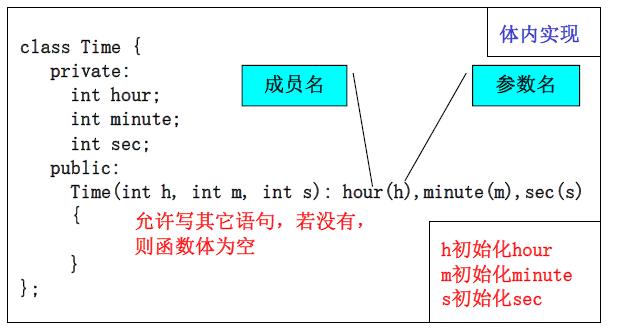 体内实现
class Time {
private:
成员名
参数名
int hour;
int minute;
int sec;
public:
Time(int h, int m, int s): hour(h),minute(m),sec(s)
{
允许写其它语句，若没有，
则函数体为空
}
};
h初始化hour
m初始化minute
s初始化sec